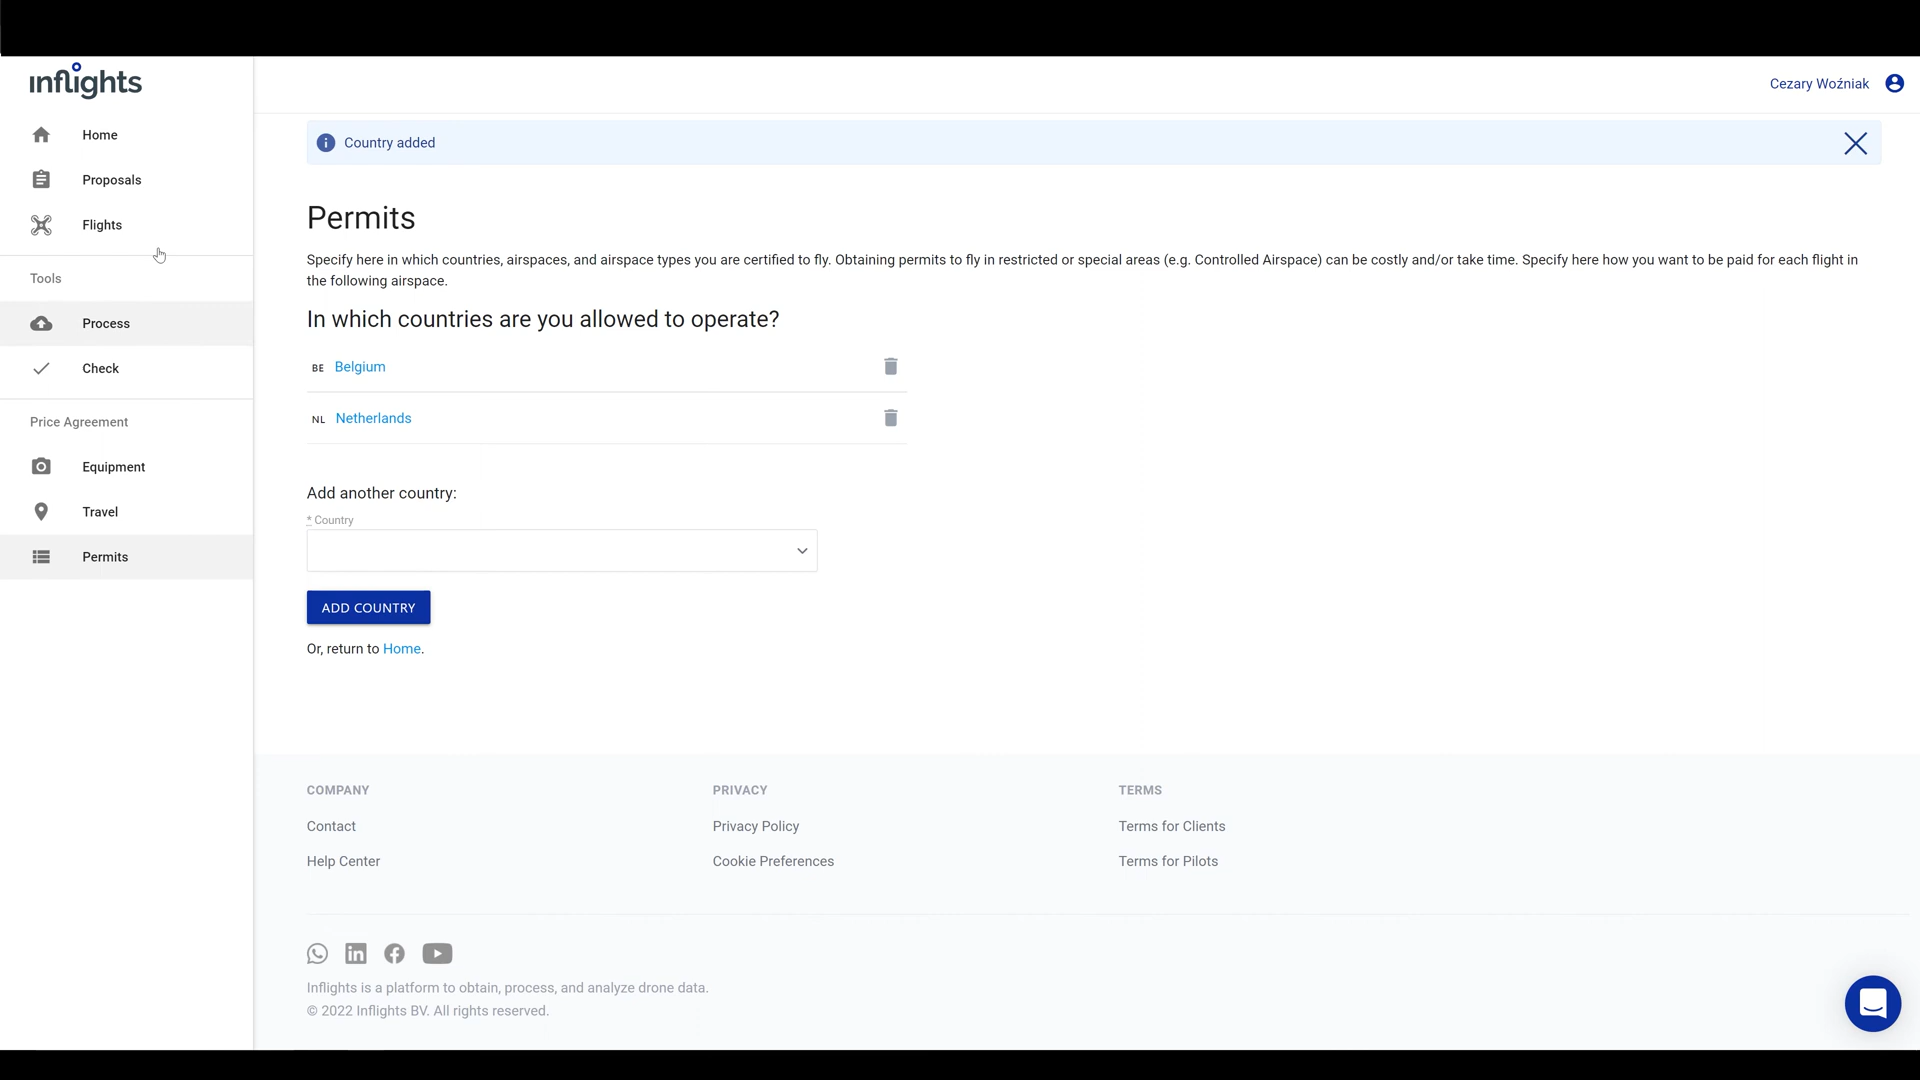 inflights
Cezary Woźniak
Home
Proposals
Flights
Tools
Process
Check
Price Agreement
Equipment
Travel
Permits
Country added
Permits
Specify here in which countries, airspaces, and airspace types you are certified to fly. Obtaining permits to fly in restricted or special areas (e.g. Controlled Airspace) can be costly and/or take time. Specify here how you want to be paid for each flight in
the following airspace.
In which countries are you allowed to operate?
BE Belgium
NL Netherlands
Add another country:
* Country
ADD COUNTRY
Or, return to Home.
COMPANY
Contact
Help Center
PRIVACY
Privacy Policy
Cookie Preferences
TERMS
Terms for Clients
Terms for Pilots
Inflights is a platform to obtain, process, and analyze drone data.
© 2022 Inflights BV. All rights reserved.